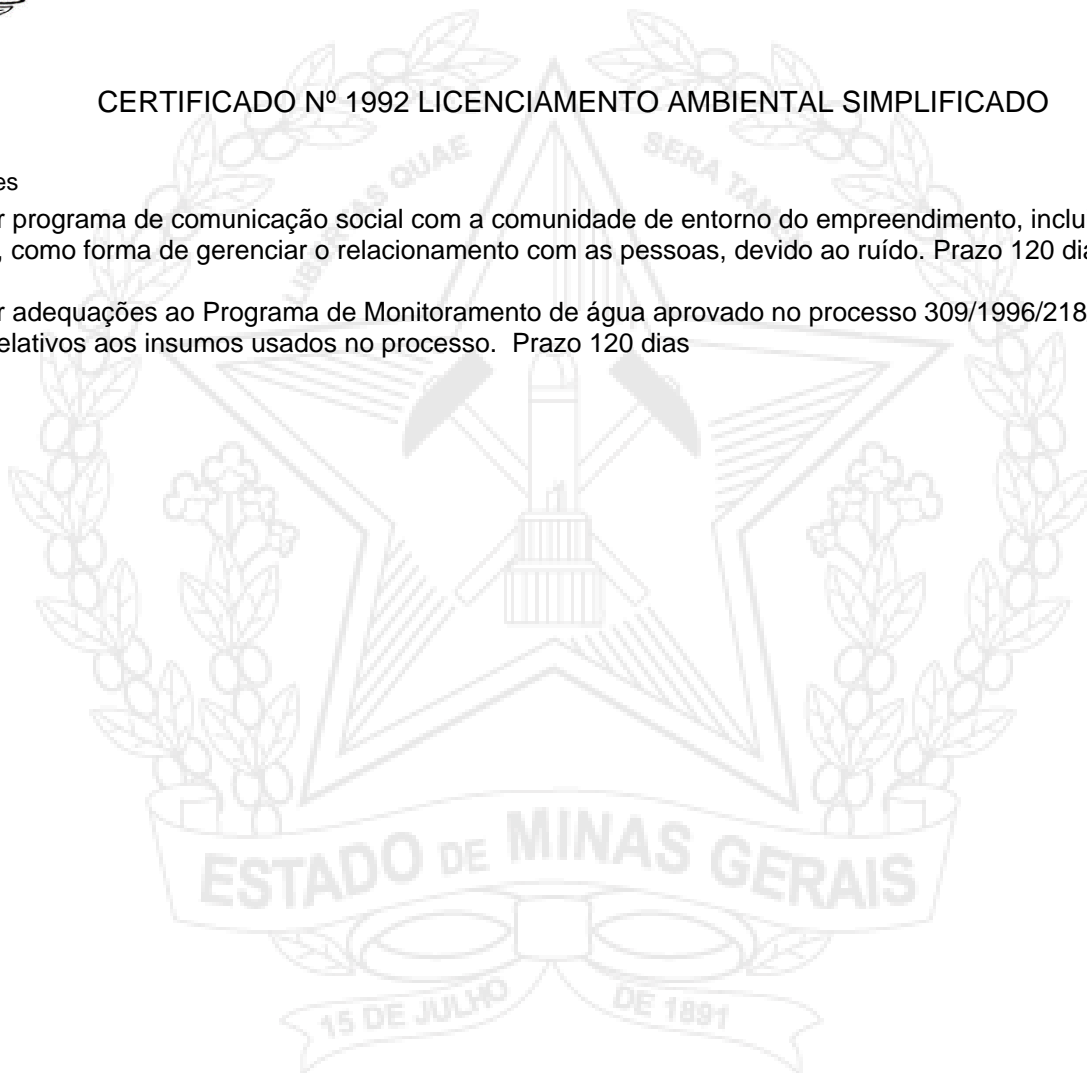 CERTIFICADO Nº 1992 LICENCIAMENTO AMBIENTAL SIMPLIFICADO
es
r programa de comunicação social com a comunidade de entorno do empreendimento, inclu
, como forma de gerenciar o relacionamento com as pessoas, devido ao ruído. Prazo 120 dia
r adequações ao Programa de Monitoramento de água aprovado no processo 309/1996/218
elativos aos insumos usados no processo.  Prazo 120 dias
LIBERTAS QUAE SERA TAMEN
ESTADO DE MINAS GERAIS
15 DE JULHO DE 1891